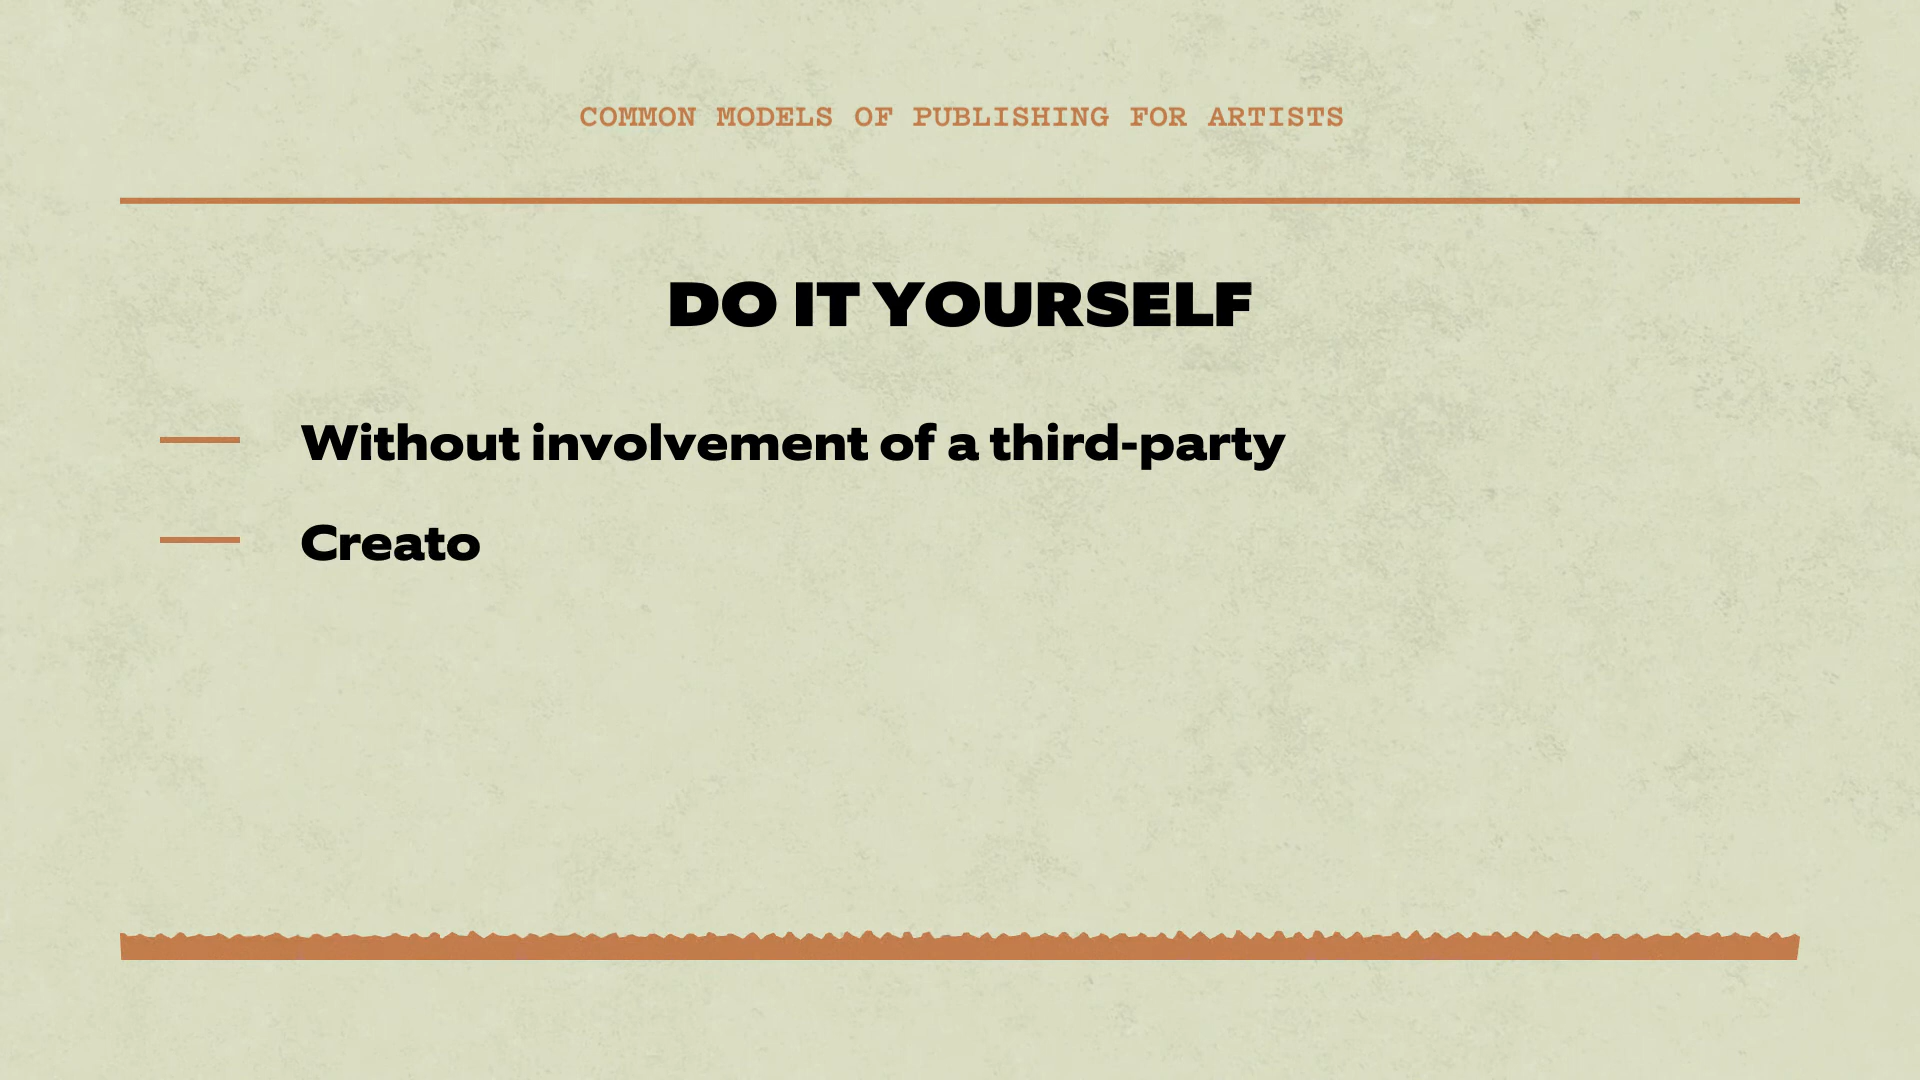 COMMON MODELS OF PUBLISHING FOR ARTISTS
DO IT YOURSELF
Without involvement of a third-party
Creato